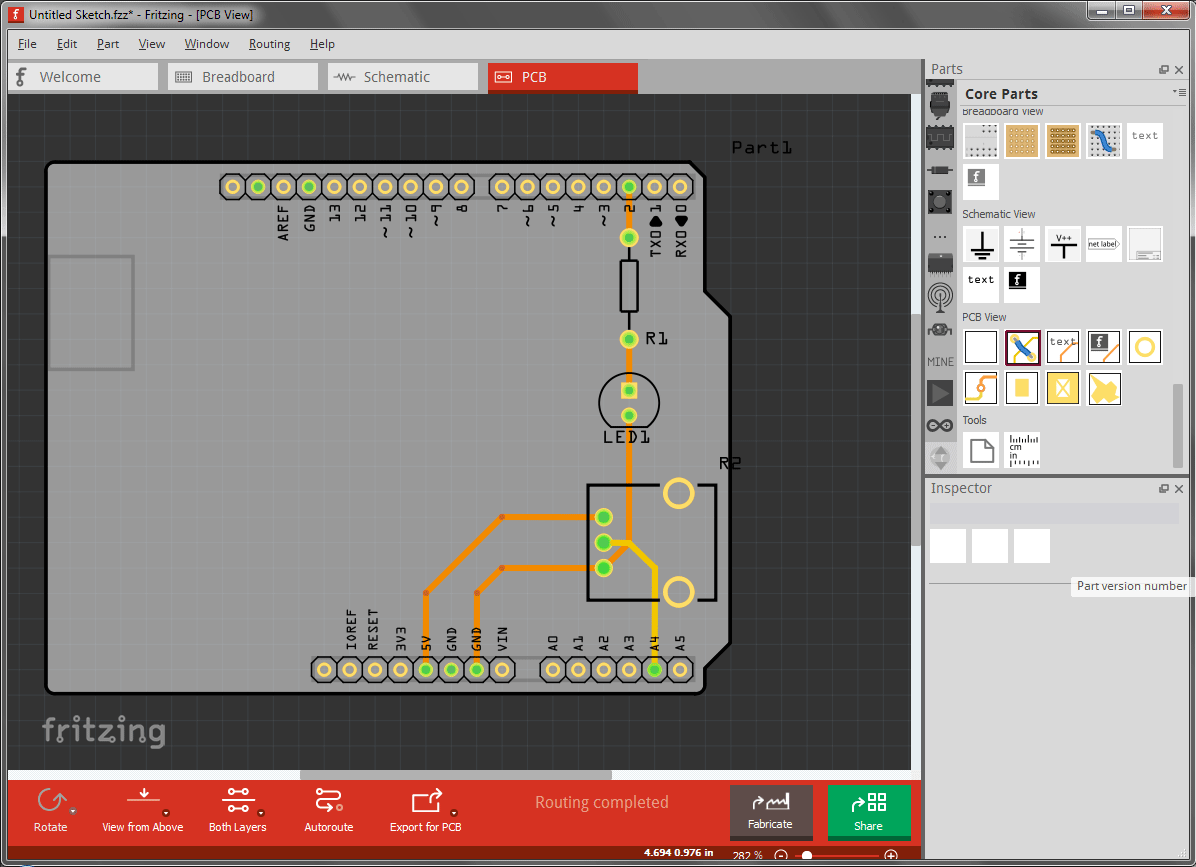 Untitled Sketch.fzz* - Fritzing - [PCB View]
File Edit Part View Window Routing Help
Welcome Breadboard Schematic PCB
Parts
Core Parts
Breadboard View
text
Schematic View
V++
net label
text
PCB View
text
MINE
Tools
cm
in
Inspector
Part version number
Part1
AREF GND 13 12 ~11 ~10 ~9 8 7 ~6 ~5 4 ~3 2 TX0 1 RX0 0
R1
LED1
R2
IOREF RESET 3V3 5V GND GND VIN A0 A1 A2 A3 A4 A5
fritzing
Routing completed
Rotate View from Above Both Layers Autoroute Export for PCB Fabricate Share
4.694 0.976 in 282 %